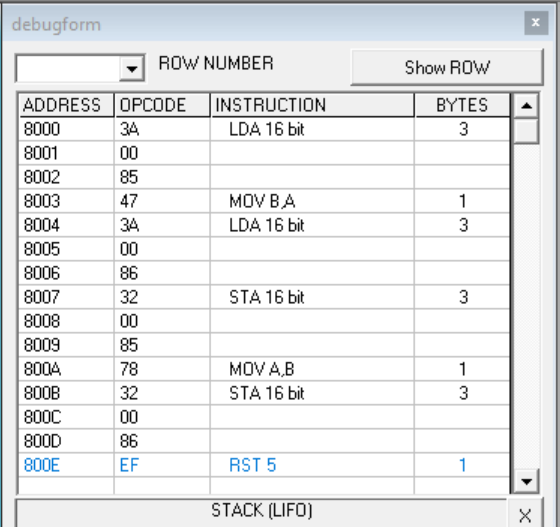 debugform x
ROW NUMBER Show ROW
ADDRESS OPCODE INSTRUCTION BYTES
8000 3A LDA 16 bit 3
8001 00
8002 85
8003 47 MOV B,A 1
8004 3A LDA 16 bit 3
8005 00
8006 86
8007 32 STA 16 bit 3
8008 00
8009 85
800A 78 MOV A,B 1
800B 32 STA 16 bit 3
800C 00
800D 86
800E EF RST 5 1
STACK (LIFO) X